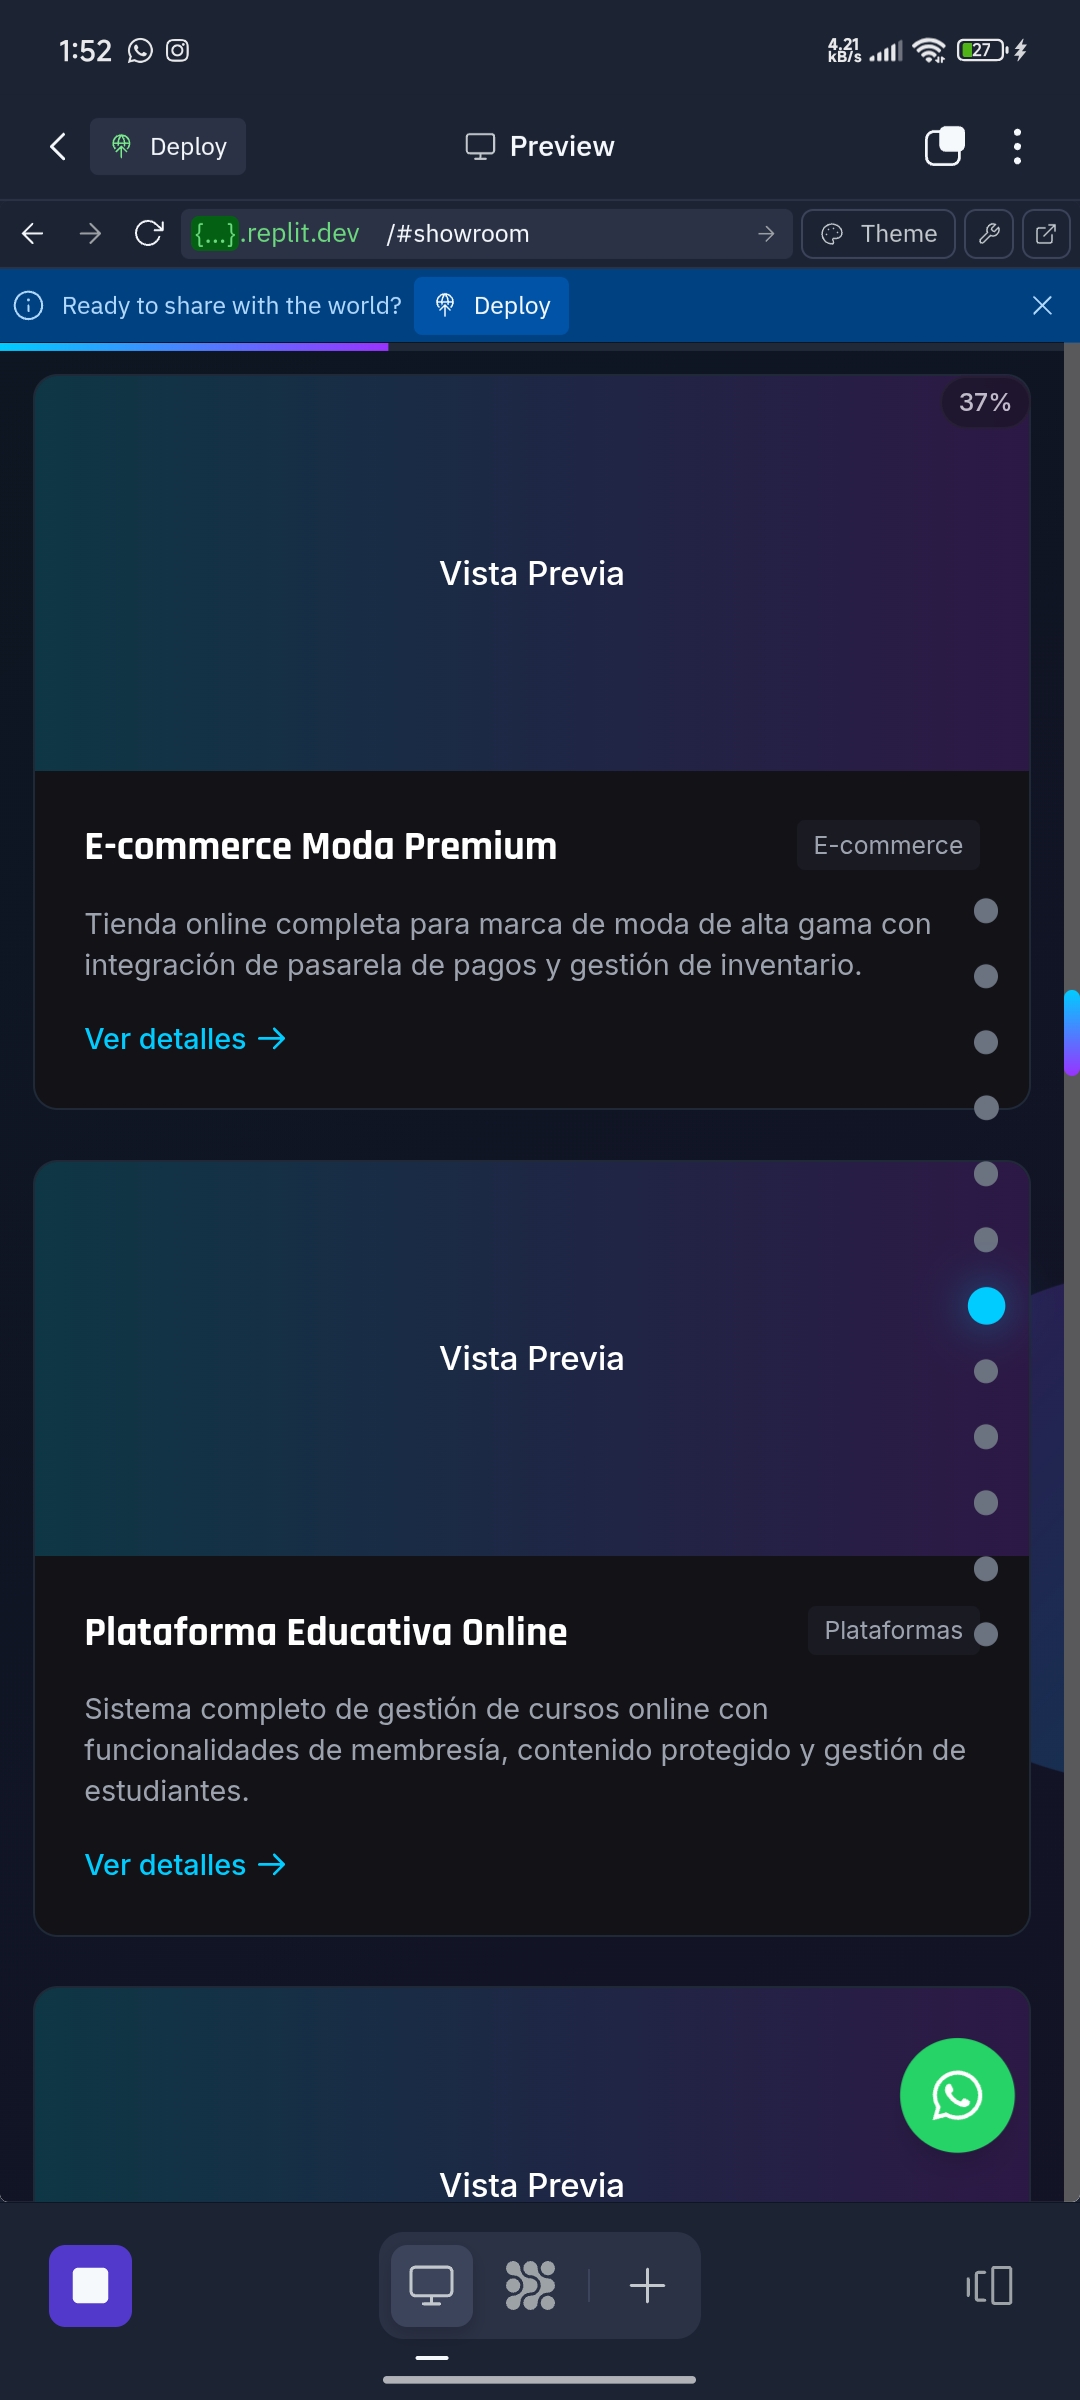 1:52
4.21
kB/s
27
Deploy
Preview
{...}.replit.dev /#showroom
Theme
Ready to share with the world?
Deploy
37%
Vista Previa
E-commerce Moda Premium
E-commerce
Tienda online completa para marca de moda de alta gama con
integración de pasarela de pagos y gestión de inventario.
Ver detalles →
Vista Previa
Plataforma Educativa Online
Plataformas
Sistema completo de gestión de cursos online con
funcionalidades de membresía, contenido protegido y gestión de
estudiantes.
Ver detalles →
Vista Previa